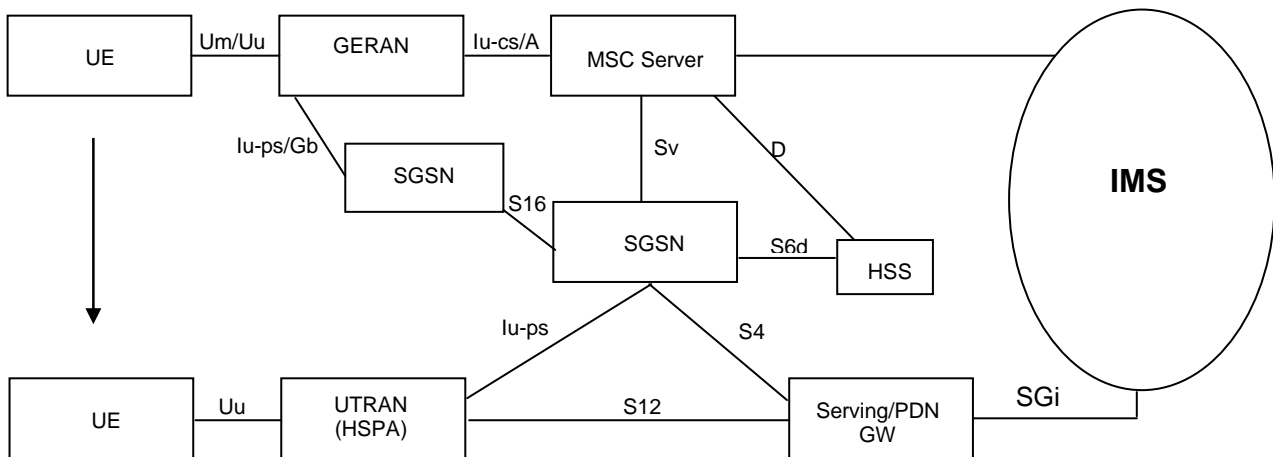 UE
Um/Uu
GERAN
Iu-cs/A
MSC Server
Iu-ps/Gb
SGSN
S16
Sv
D
IMS
SGSN
S6d
HSS
Iu-ps
S4
UE
Uu
UTRAN
(HSPA)
S12
Serving/PDN
GW
SGi